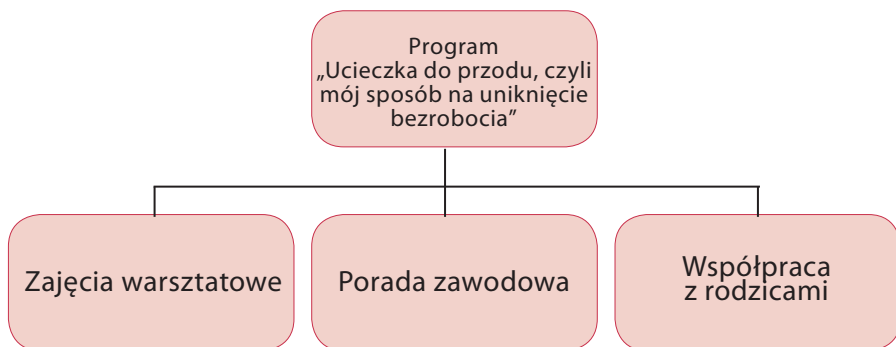 Program
„Ucieczka do przodu, czyli
mój sposób na uniknięcie
bezrobocia”
Zajęcia warsztatowe
Porada zawodowa
Współpraca
z rodzicami